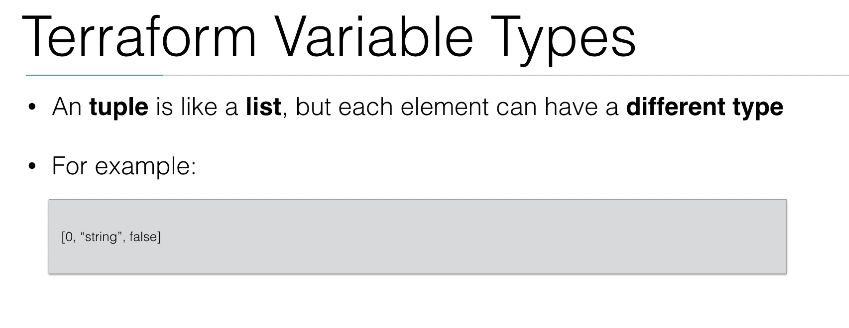 Terraform Variable Types
• An tuple is like a list, but each element can have a different type
• For example:
[0, “string”, false]